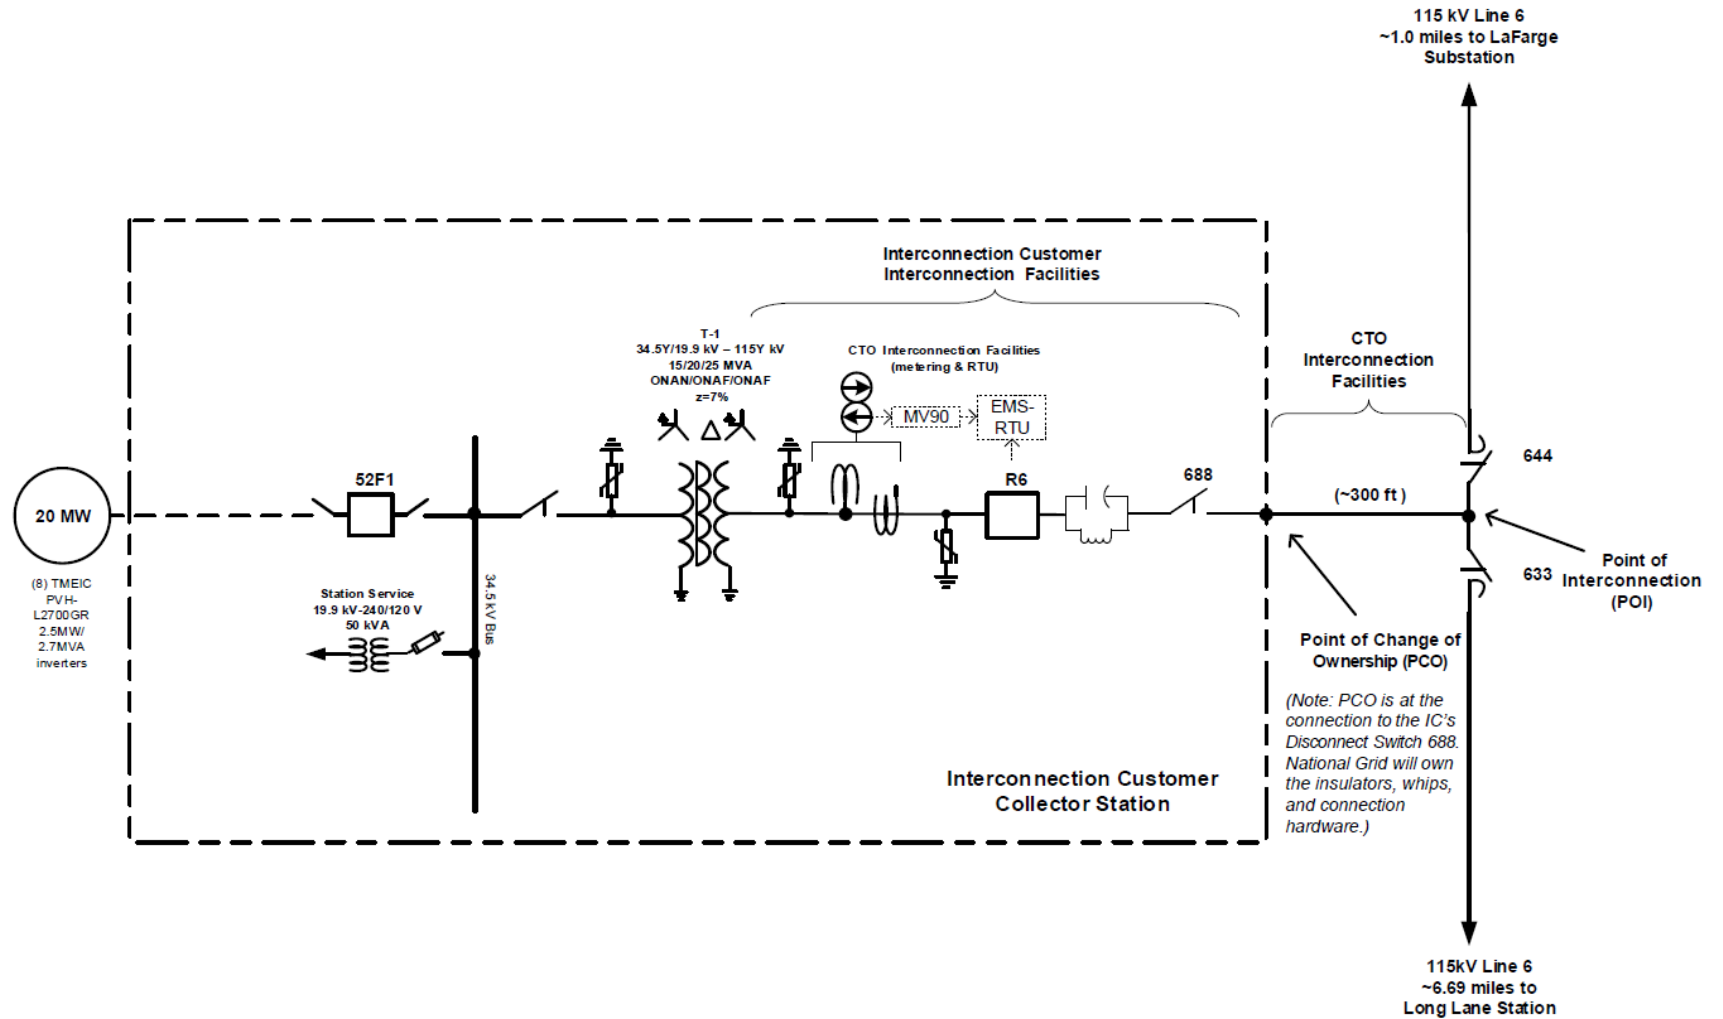 115 kV Line 6
~1.0 miles to LaFarge
Substation
Interconnection Customer
Interconnection Facilities
T-1
34.5Y/19.9 kV – 115Y kV
15/20/25 MVA
ONAN/ONAF/ONAF
z=7%
CTO Interconnection Facilities
(metering & RTU)
MV90
EMS-
RTU
CTO
Interconnection
Facilities
52F1
R6
688
644
(~300 ft )
20 MW
(8) TMEIC
PVH-
L2700GR
2.5MW/
2.7MVA
inverters
Station Service
19.9 kV-240/120 V
50 kVA
34.5 kV Bus
633
Point of
Interconnection
(POI)
Point of Change of
Ownership (PCO)
(Note: PCO is at the
connection to the IC’s
Disconnect Switch 688.
National Grid will own
the insulators, whips,
and connection
hardware.)
Interconnection Customer
Collector Station
115kV Line 6
~6.69 miles to
Long Lane Station